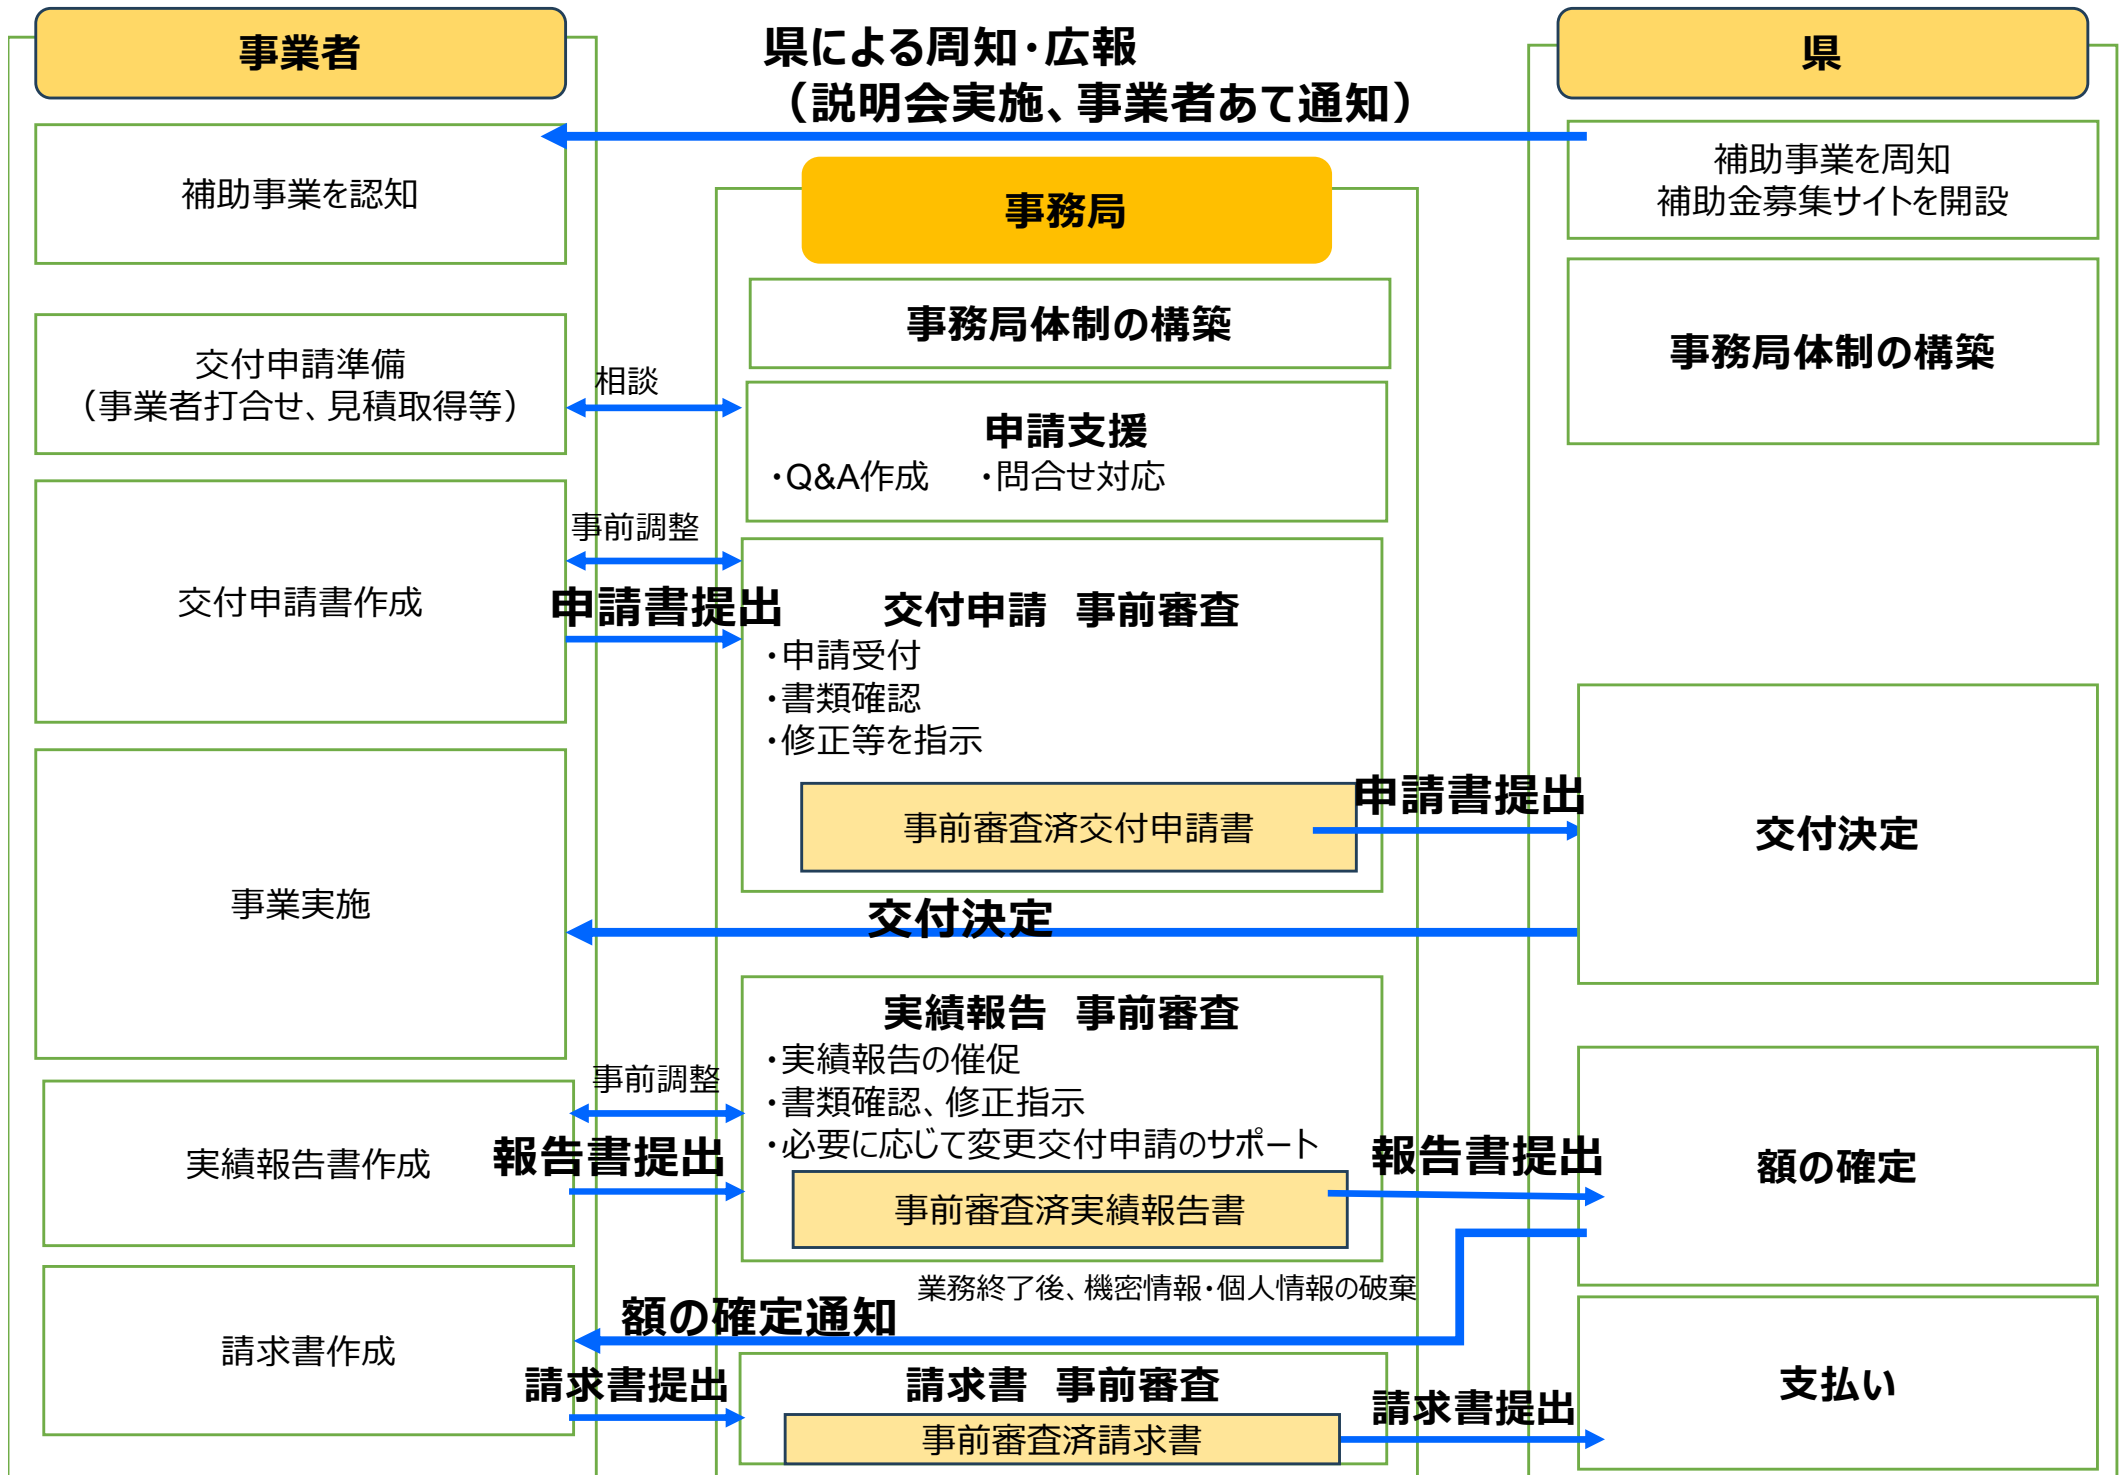 事業者
県による周知・広報
（説明会実施、事業者あて通知）
県
補助事業を認知
補助事業を周知
補助金募集サイトを開設
事務局
事務局体制の構築
事務局体制の構築
交付申請準備
（事業者打合せ、見積取得等）
相談
申請支援
・Q&A作成　・問合せ対応
事前調整
交付申請書作成
申請書提出
交付申請　事前審査
・申請受付
・書類確認
・修正等を指示
事前審査済交付申請書
申請書提出
交付決定
事業実施
交付決定
実績報告　事前審査
・実績報告の催促
・書類確認、修正指示
・必要に応じて変更交付申請のサポート
事前調整
実績報告書作成
報告書提出
事前審査済実績報告書
報告書提出
額の確定
業務終了後、機密情報・個人情報の破棄
額の確定通知
請求書作成
請求書提出
請求書　事前審査
事前審査済請求書
請求書提出
支払い